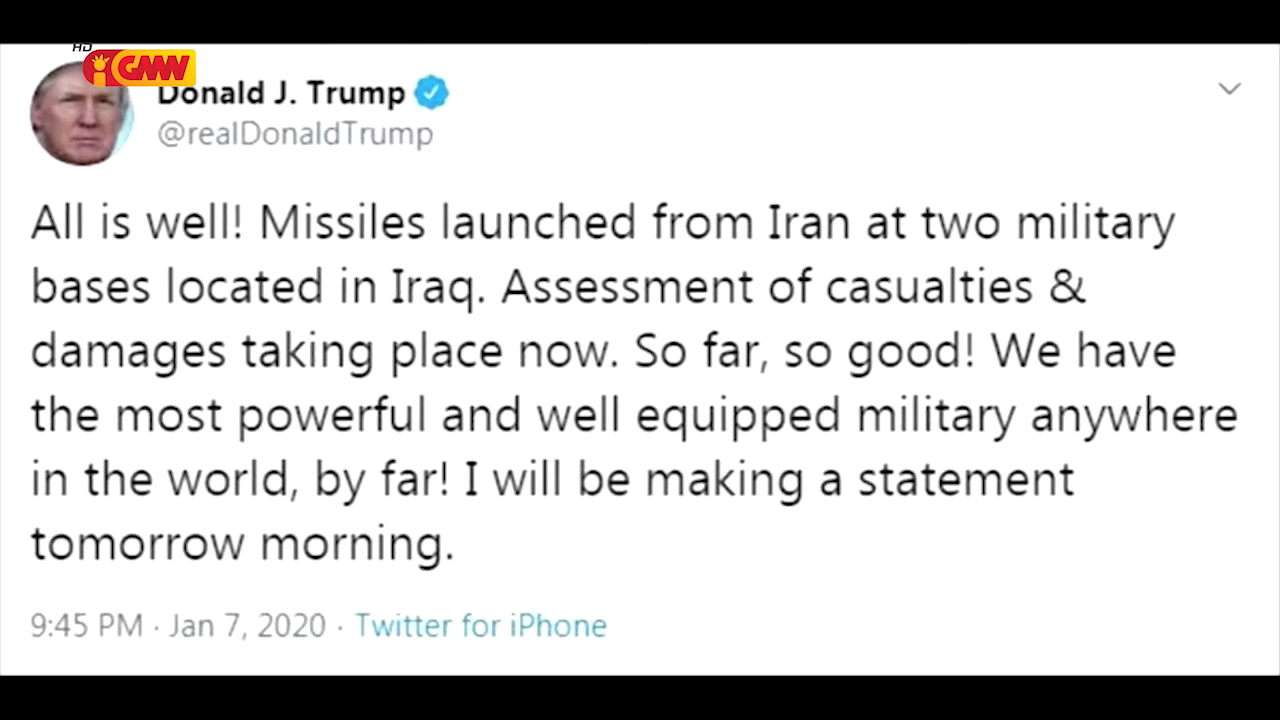 HD
GMW
Donald J. Trump
@realDonaldTrump
All is well! Missiles launched from Iran at two military
bases located in Iraq. Assessment of casualties &
damages taking place now. So far, so good! We have
the most powerful and well equipped military anywhere
in the world, by far! I will be making a statement
tomorrow morning.
9:45 PM · Jan 7, 2020 · Twitter for iPhone